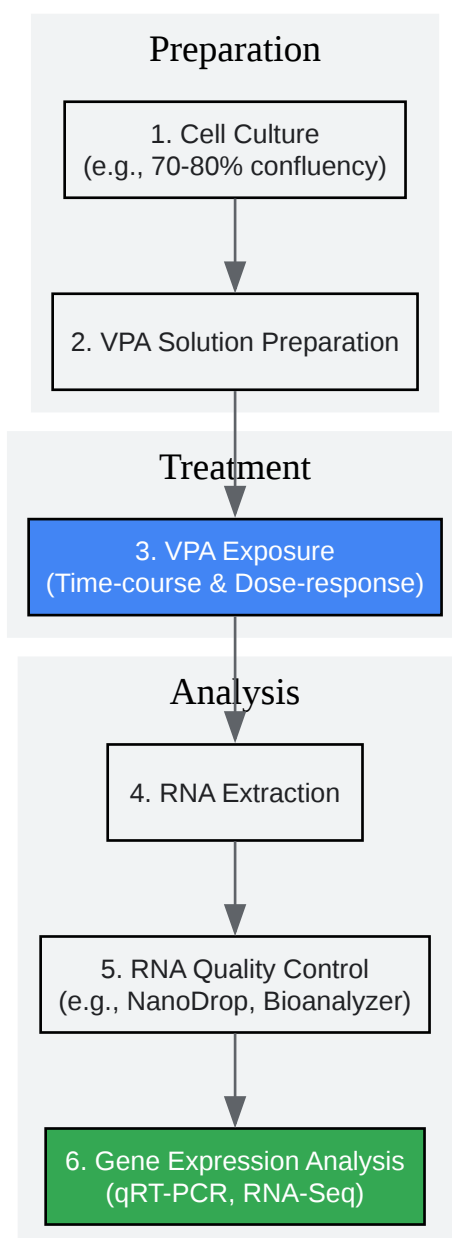 Preparation
1. Cell Culture
(e.g., 70-80% confluency)
2. VPA Solution Preparation
Treatment
3. VPA Exposure
(Time-course & Dose-response)
Analysis
4. RNA Extraction
5. RNA Quality Control
(e.g., NanoDrop, Bioanalyzer)
6. Gene Expression Analysis
(qRT-PCR, RNA-Seq)